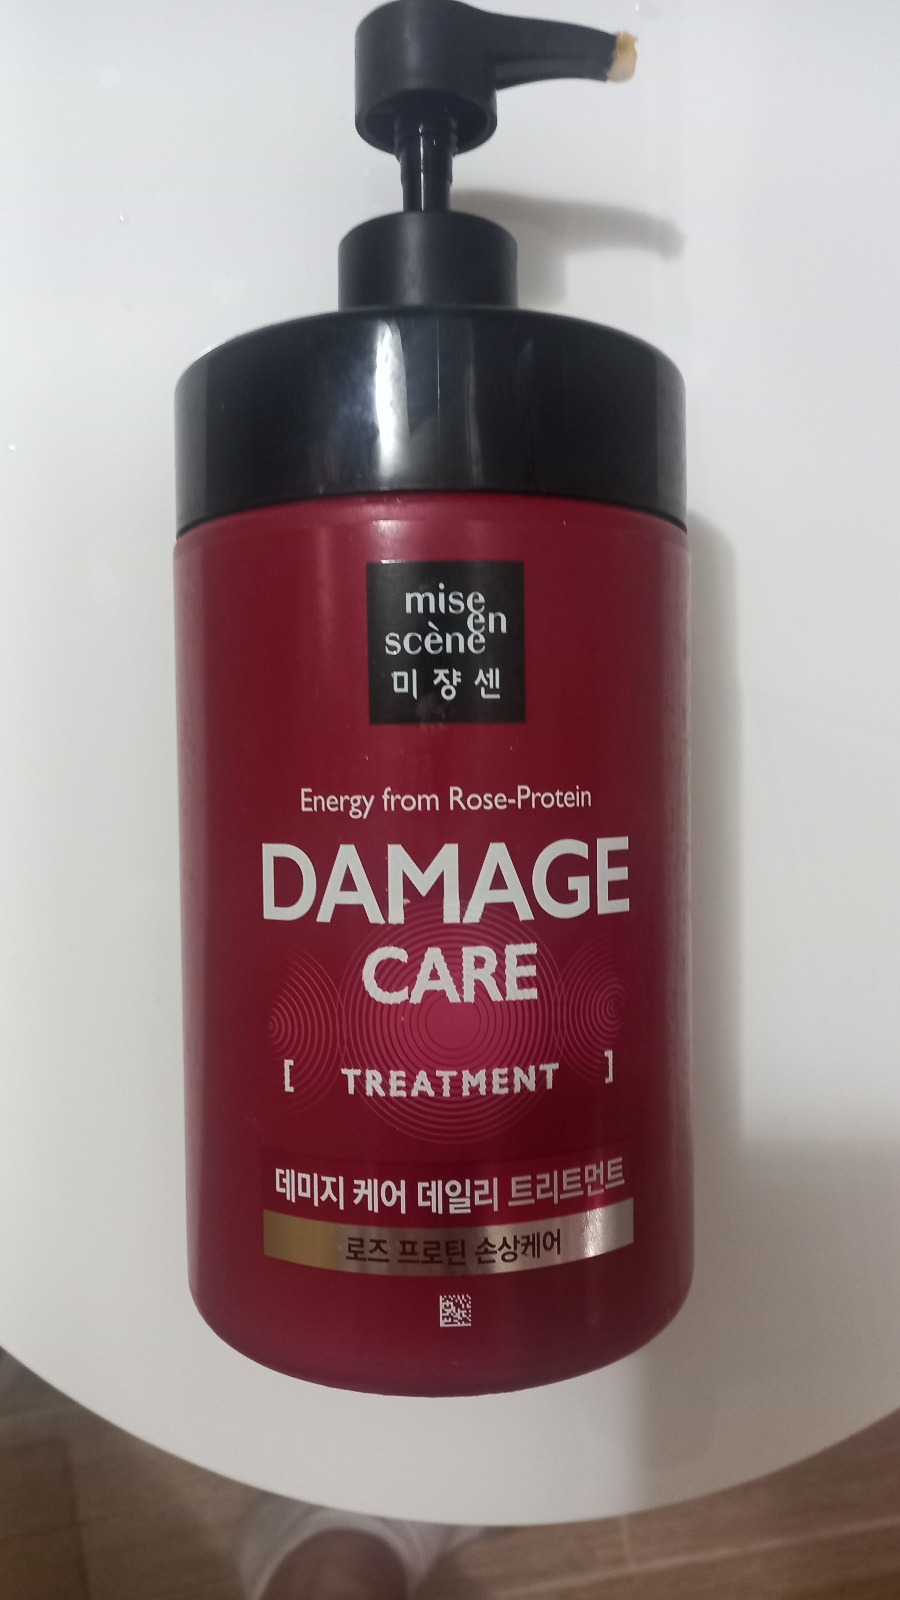 mise
en
scène
미쟝센
Energy from Rose-Protein
DAMAGE
CARE
[ TREATMENT ]
데미지 케어 데일리 트리트먼트
로즈 프로틴 손상케어